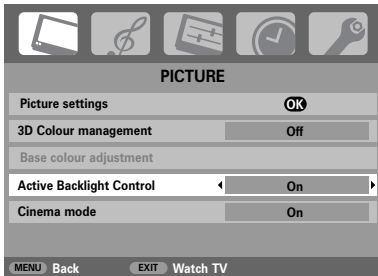 PICTURE
Picture settings OK
3D Colour management Off
Base colour adjustment
Active Backlight Control On
Cinema mode On
MENU Back EXIT Watch TV